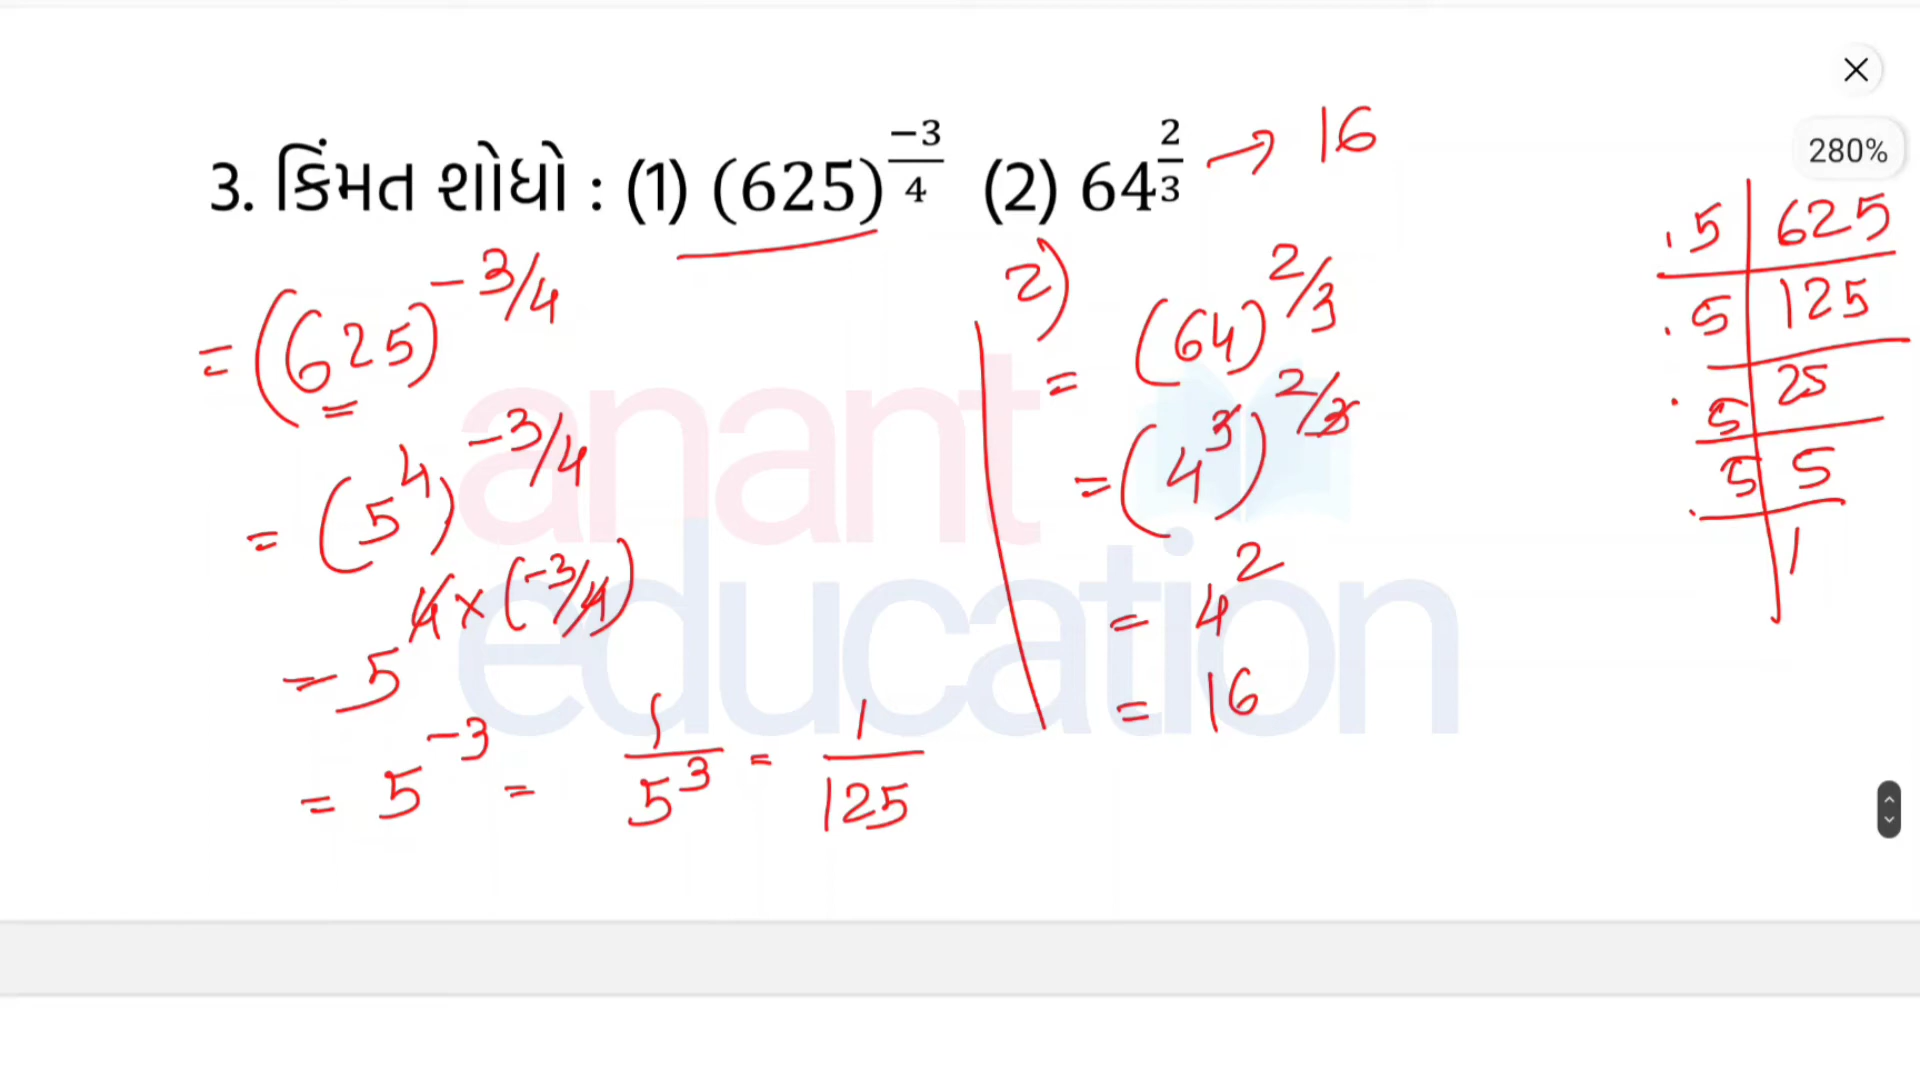 3. કિંમત શોધો : (1) (625)^(-3/4) (2) 64^(2/3) → 16
= (625)^(-3/4)
= (5^4)^(-3/4)
= 5^(4×(-3/4))
= 5^(-3) = 1/5^3 = 1/125
2)
= (64)^(2/3)
= (4^3)^(2/3)
= 4^2
= 16
280%
5 | 625
5 | 125
5 | 25
5 | 5
1
anant
education